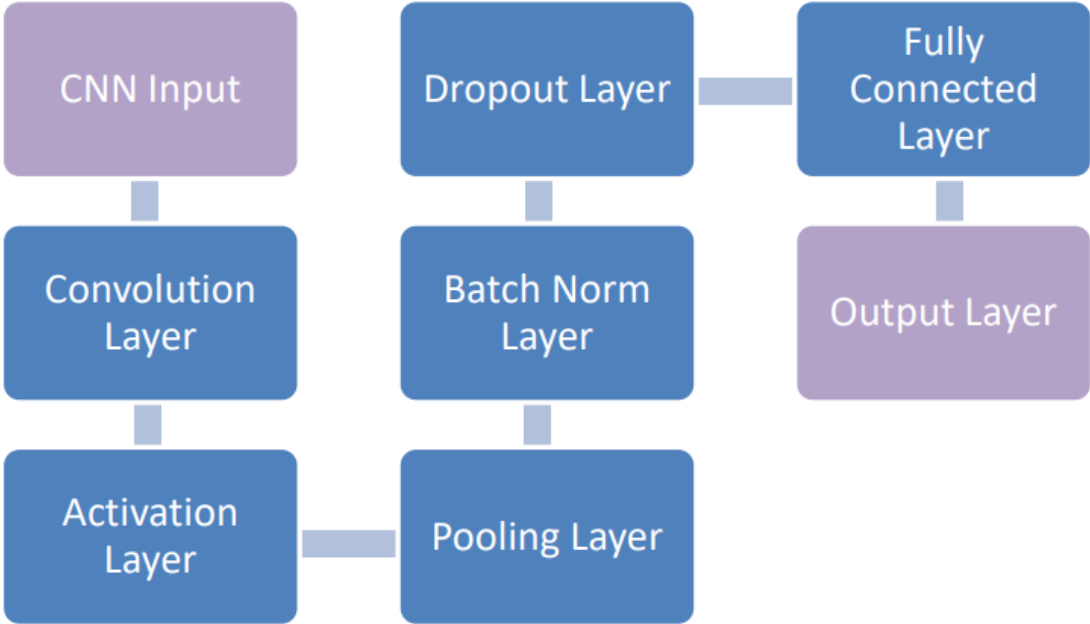 CNN Input
Convolution
Layer
Activation
Layer
Pooling Layer
Batch Norm
Layer
Dropout Layer
Fully
Connected
Layer
Output Layer